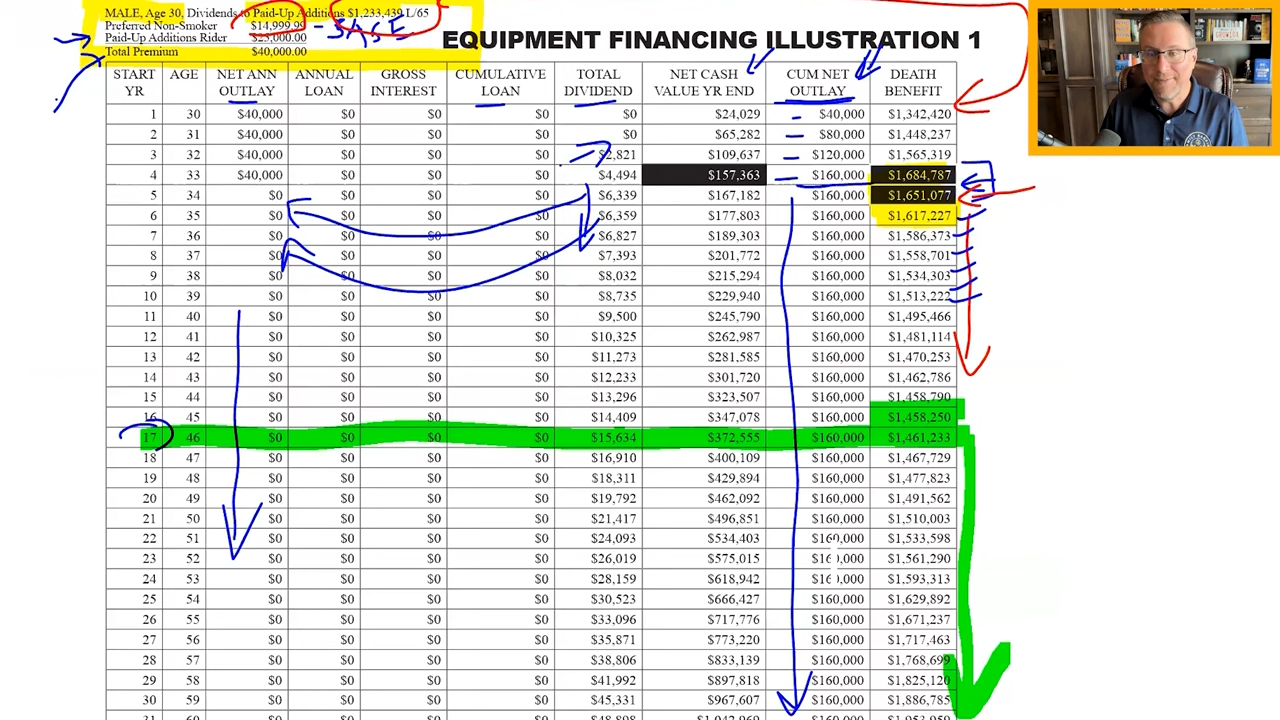 MALE, Age 30, Dividends to Paid-Up Additions $1,233,439 L/65
Preferred Non-Smoker $14,999.99 - BASE
Paid-Up Additions Rider $25,000.00
Total Premium $40,000.00
EQUIPMENT FINANCING ILLUSTRATION 1
START YR AGE NET ANN OUTLAY ANNUAL LOAN GROSS INTEREST CUMULATIVE LOAN TOTAL DIVIDEND NET CASH VALUE YR END CUM NET OUTLAY DEATH BENEFIT
1 30 $40,000 $0 $0 $0 $0 $24,029 $40,000 $1,342,420
2 31 $40,000 $0 $0 $0 $0 $65,282 $80,000 $1,448,237
3 32 $40,000 $0 $0 $0 $2,821 $109,637 $120,000 $1,565,319
4 33 $40,000 $0 $0 $0 $4,494 $157,363 $160,000 $1,684,787
5 34 $0 $0 $0 $0 $6,339 $167,182 $160,000 $1,651,077
6 35 $0 $0 $0 $0 $6,359 $177,803 $160,000 $1,617,227
7 36 $0 $0 $0 $0 $6,827 $189,303 $160,000 $1,586,373
8 37 $0 $0 $0 $0 $7,393 $201,772 $160,000 $1,558,701
9 38 $0 $0 $0 $0 $8,032 $215,294 $160,000 $1,534,303
10 39 $0 $0 $0 $0 $8,735 $229,940 $160,000 $1,513,222
11 40 $0 $0 $0 $0 $9,500 $245,790 $160,000 $1,495,466
12 41 $0 $0 $0 $0 $10,325 $262,987 $160,000 $1,481,114
13 42 $0 $0 $0 $0 $11,273 $281,585 $160,000 $1,470,253
14 43 $0 $0 $0 $0 $12,233 $301,720 $160,000 $1,462,786
15 44 $0 $0 $0 $0 $13,296 $323,507 $160,000 $1,458,790
16 45 $0 $0 $0 $0 $14,409 $347,078 $160,000 $1,458,250
17 46 $0 $0 $0 $0 $15,634 $372,555 $160,000 $1,461,233
18 47 $0 $0 $0 $0 $16,910 $400,109 $160,000 $1,467,729
19 48 $0 $0 $0 $0 $18,311 $429,894 $160,000 $1,477,823
20 49 $0 $0 $0 $0 $19,792 $462,092 $160,000 $1,491,562
21 50 $0 $0 $0 $0 $21,417 $496,851 $160,000 $1,510,003
22 51 $0 $0 $0 $0 $24,093 $534,403 $160,000 $1,533,598
23 52 $0 $0 $0 $0 $26,019 $575,015 $160,000 $1,561,290
24 53 $0 $0 $0 $0 $28,159 $618,942 $160,000 $1,593,313
25 54 $0 $0 $0 $0 $30,523 $666,427 $160,000 $1,629,892
26 55 $0 $0 $0 $0 $33,096 $717,776 $160,000 $1,671,237
27 56 $0 $0 $0 $0 $35,871 $773,220 $160,000 $1,717,463
28 57 $0 $0 $0 $0 $38,806 $833,139 $160,000 $1,768,699
29 58 $0 $0 $0 $0 $41,992 $897,818 $160,000 $1,825,120
30 59 $0 $0 $0 $0 $45,331 $967,607 $160,000 $1,886,785